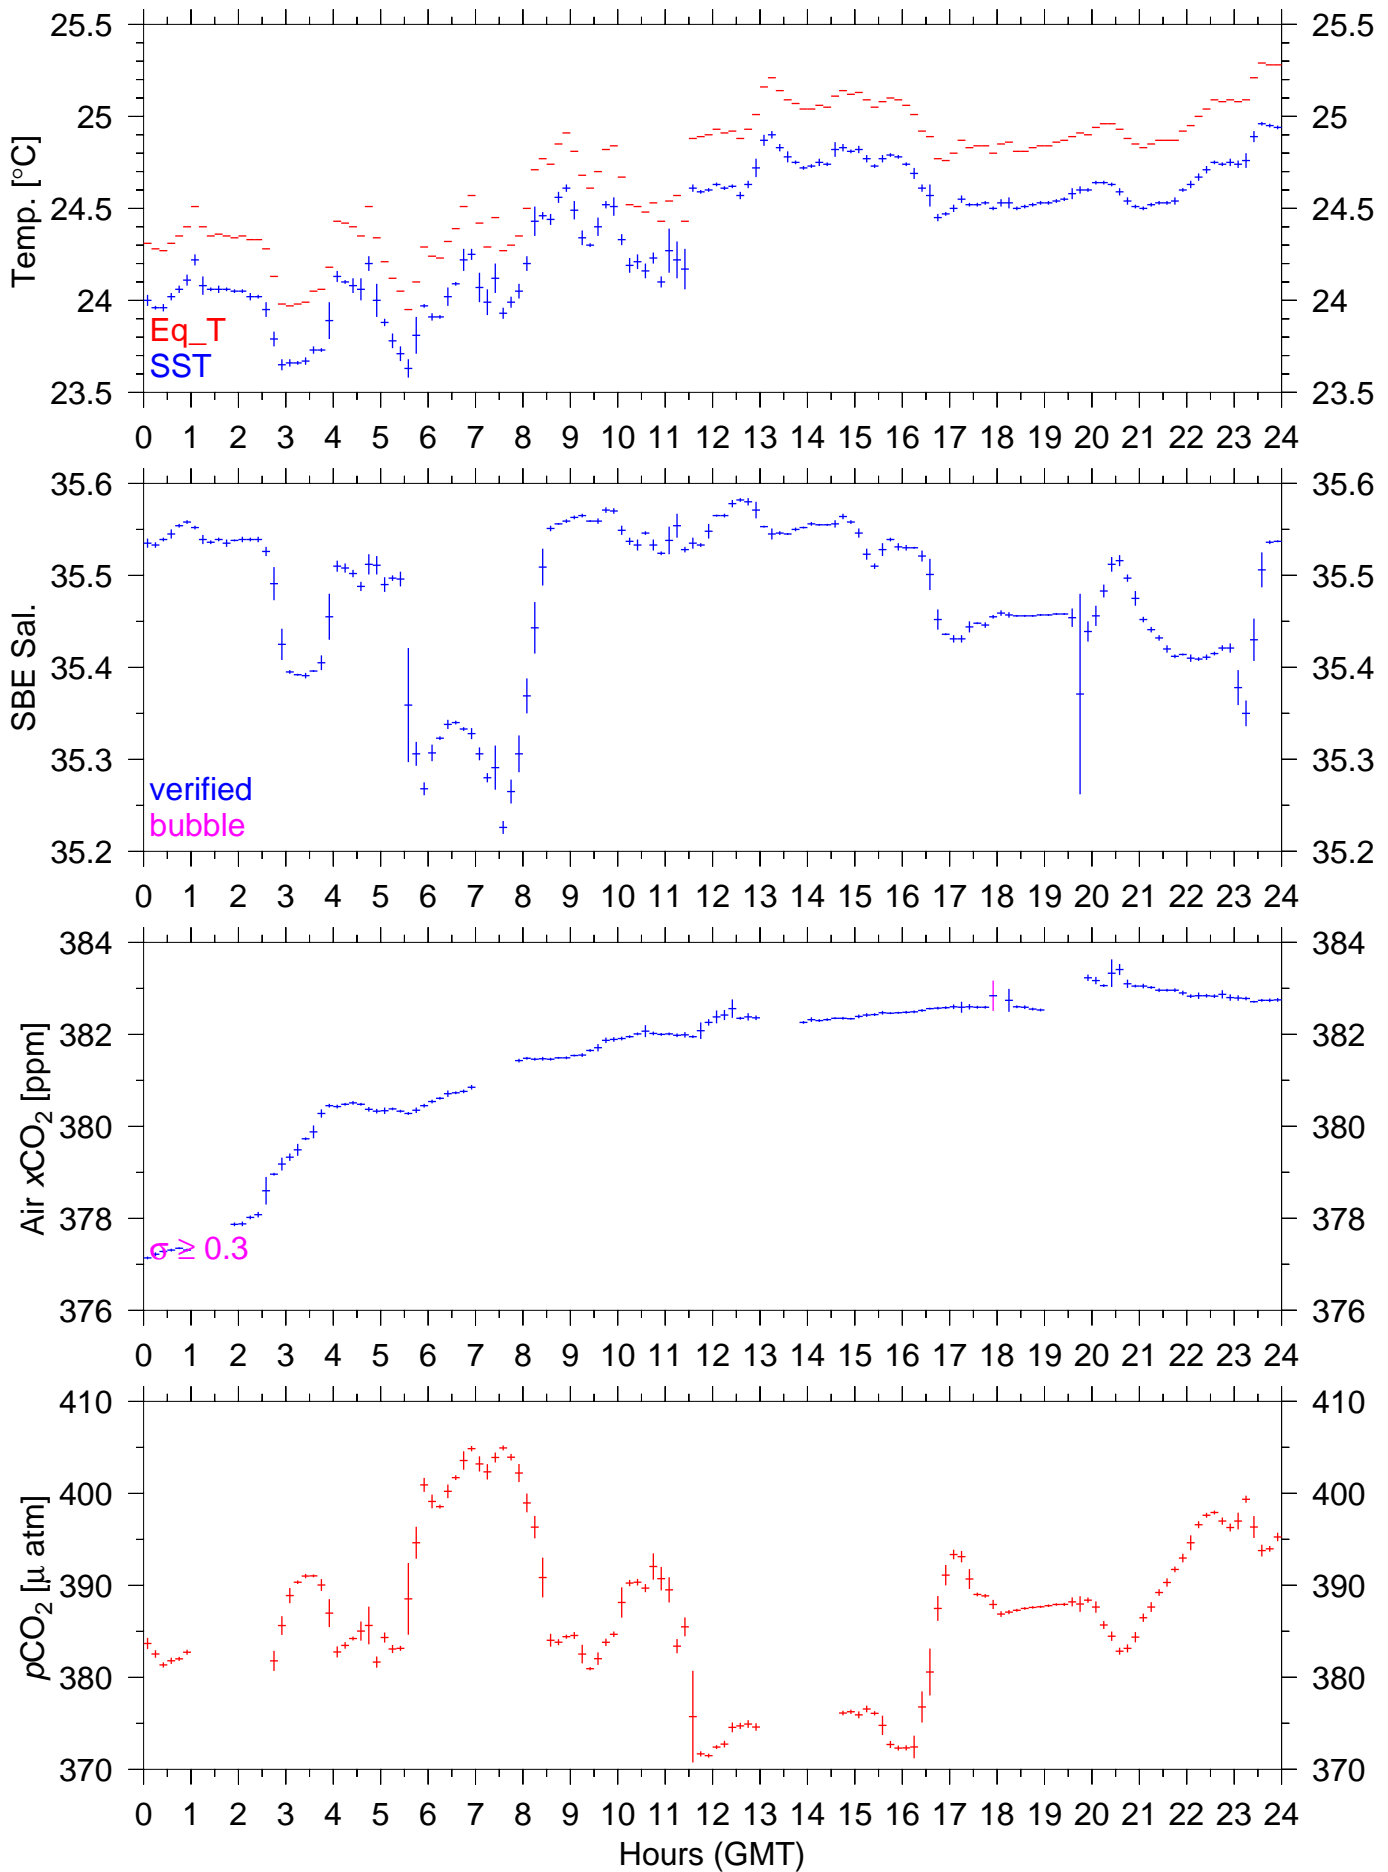 25.5 25.5
25 25
24.5 24.5
24 24
23.5 23.5
Temp. [°C]
Eq_T
SST
0 1 2 3 4 5 6 7 8 9 10 11 12 13 14 15 16 17 18 19 20 21 22 23 24
35.6 35.6
35.5 35.5
35.4 35.4
35.3 35.3
35.2 35.2
SBE Sal.
verified
bubble
0 1 2 3 4 5 6 7 8 9 10 11 12 13 14 15 16 17 18 19 20 21 22 23 24
384 384
382 382
380 380
378 378
376 376
Air xCO₂ [ppm]
σ ≥ 0.3
0 1 2 3 4 5 6 7 8 9 10 11 12 13 14 15 16 17 18 19 20 21 22 23 24
410 410
400 400
390 390
380 380
370 370
pCO₂ [μ atm]
0 1 2 3 4 5 6 7 8 9 10 11 12 13 14 15 16 17 18 19 20 21 22 23 24
Hours (GMT)